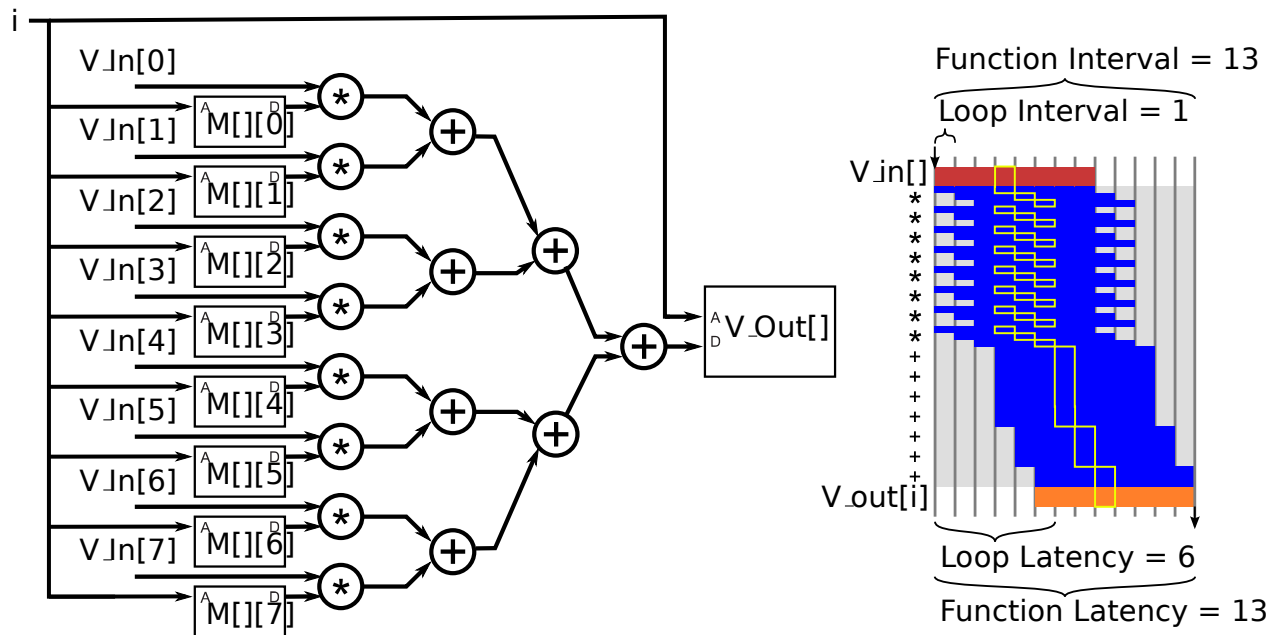 i
V_In[0]
*
A M[][0] D
V_In[1]
+
*
A M[][1] D
V_In[2]
*
A M[][2] D
V_In[3]
+
+
*
A M[][3] D
V_In[4]
+
A
D
V_Out[]
*
A M[][4] D
V_In[5]
+
+
*
A M[][5] D
V_In[6]
*
A M[][6] D
V_In[7]
+
*
A M[][7] D
Function Interval = 13
Loop Interval = 1
V_in[]
*
*
*
*
*
*
*
*
+
+
+
+
+
+
+
V_out[i]
Loop Latency = 6
Function Latency = 13